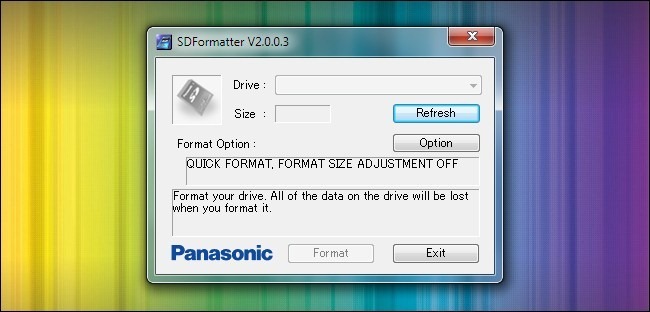 SDFormatter V2.0.0.3
Drive :
Size :
Refresh
Format Option :
Option
QUICK FORMAT, FORMAT SIZE ADJUSTMENT OFF
Format your drive. All of the data on the drive will be lost
when you format it.
Panasonic
Format
Exit